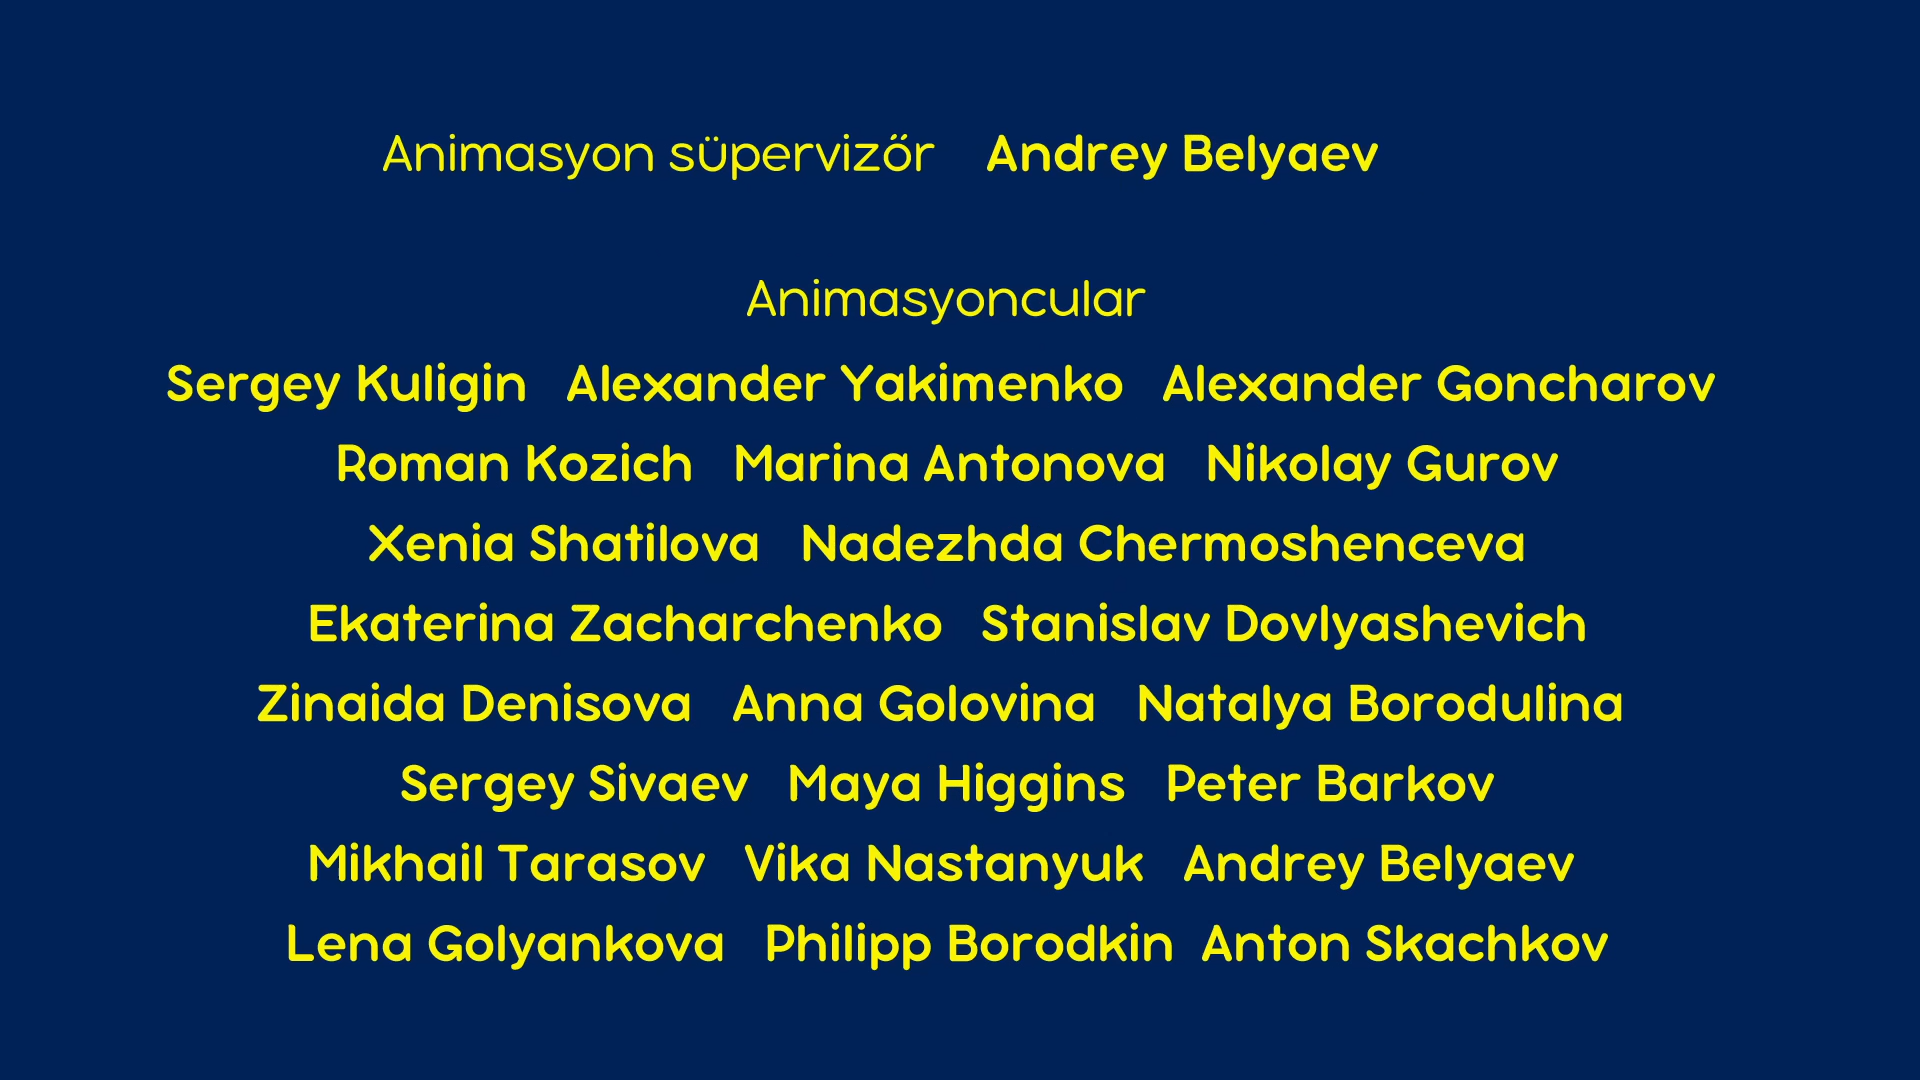 Animasyon süpervizőr Andrey Belyaev
Animasyoncular
Sergey Kuligin Alexander Yakimenko Alexander Goncharov
Roman Kozich Marina Antonova Nikolay Gurov
Xenia Shatilova Nadezhda Chermoshenceva
Ekaterina Zacharchenko Stanislav Dovlyashevich
Zinaida Denisova Anna Golovina Natalya Borodulina
Sergey Sivaev Maya Higgins Peter Barkov
Mikhail Tarasov Vika Nastanyuk Andrey Belyaev
Lena Golyankova Philipp Borodkin Anton Skachkov